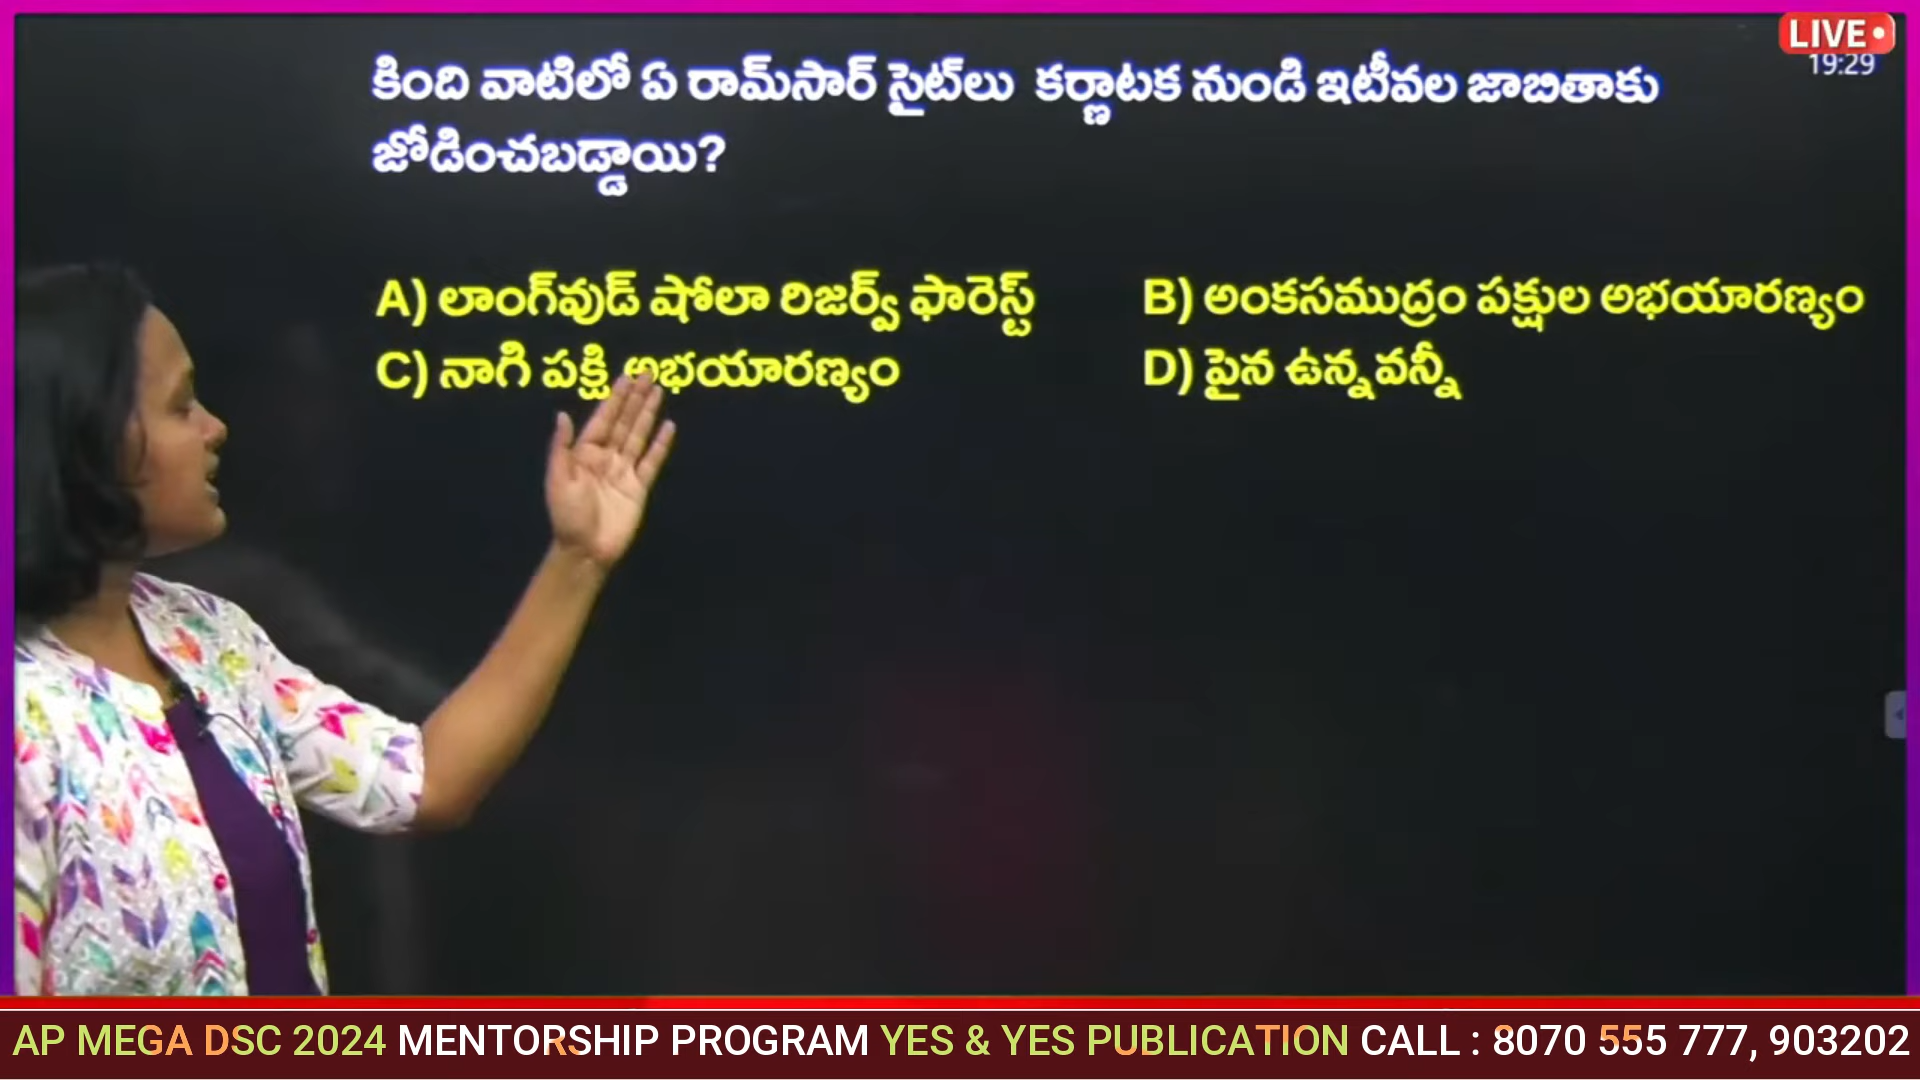 LIVE
19:29
కింది వాటిలో ఏ రామ్‌సార్ సైట్‌లు కర్ణాటక నుండి ఇటీవల జాబితాకు
జోడించబడ్డాయి?
A) లాంగ్‌వుడ్ షోలా రిజర్వ్ ఫారెస్ట్
B) అంకసముద్రం పక్షుల అభయారణ్యం
C) నాగి పక్షి అభయారణ్యం
D) పైన ఉన్నవన్నీ
AP MEGA DSC 2024 MENTORSHIP PROGRAM YES & YES PUBLICATION CALL : 8070 555 777, 903202